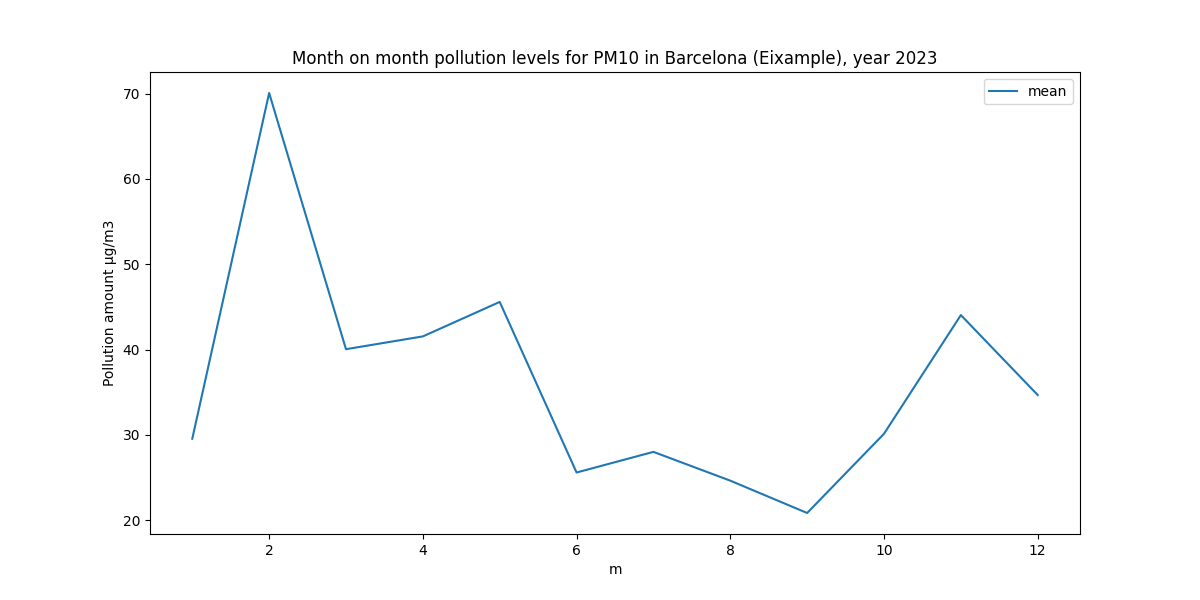 Month on month pollution levels for PM10 in Barcelona (Eixample), year 2023
mean
Pollution amount µg/m3
70
60
50
40
30
20
2 4 6 8 10 12
m